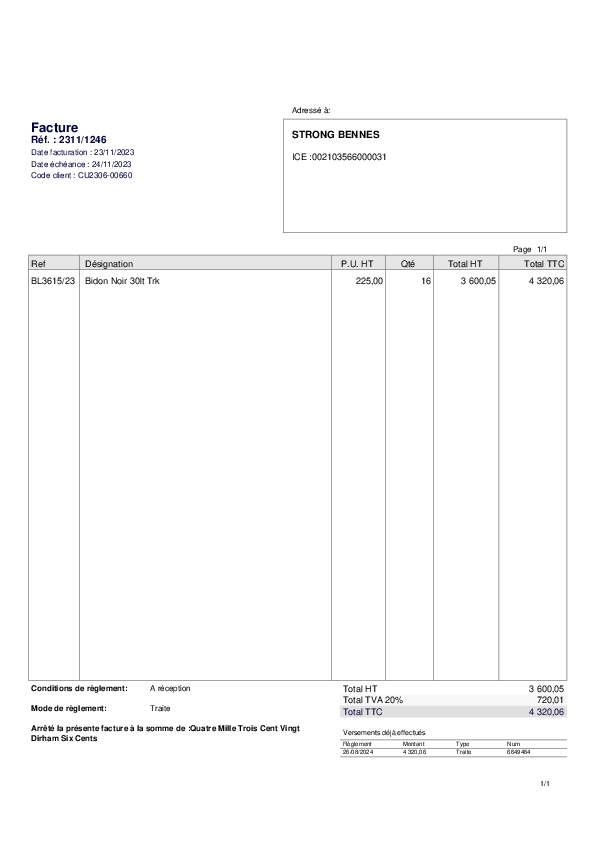 Adressé à:
Facture
Réf. : 2311/1246
Date facturation : 23/11/2023
Date échéance : 24/11/2023
Code client : CU2306-00660
STRONG BENNES
ICE :002103566000031
Page 1/1
Ref Désignation P.U. HT Qté Total HT Total TTC
BL3615/23 Bidon Noir 30lt Trk 225,00 16 3 600,05 4 320,06
Conditions de règlement: A réception
Mode de règlement: Traite
Arrêté la présente facture à la somme de :Quatre Mille Trois Cent Vingt
Dirham Six Cents
Total HT 3 600,05
Total TVA 20% 720,01
Total TTC 4 320,06
Versements déjà effectués
Règlement Montant Type Num
26/08/2024 4 320,06 Traite 6649464
1/1